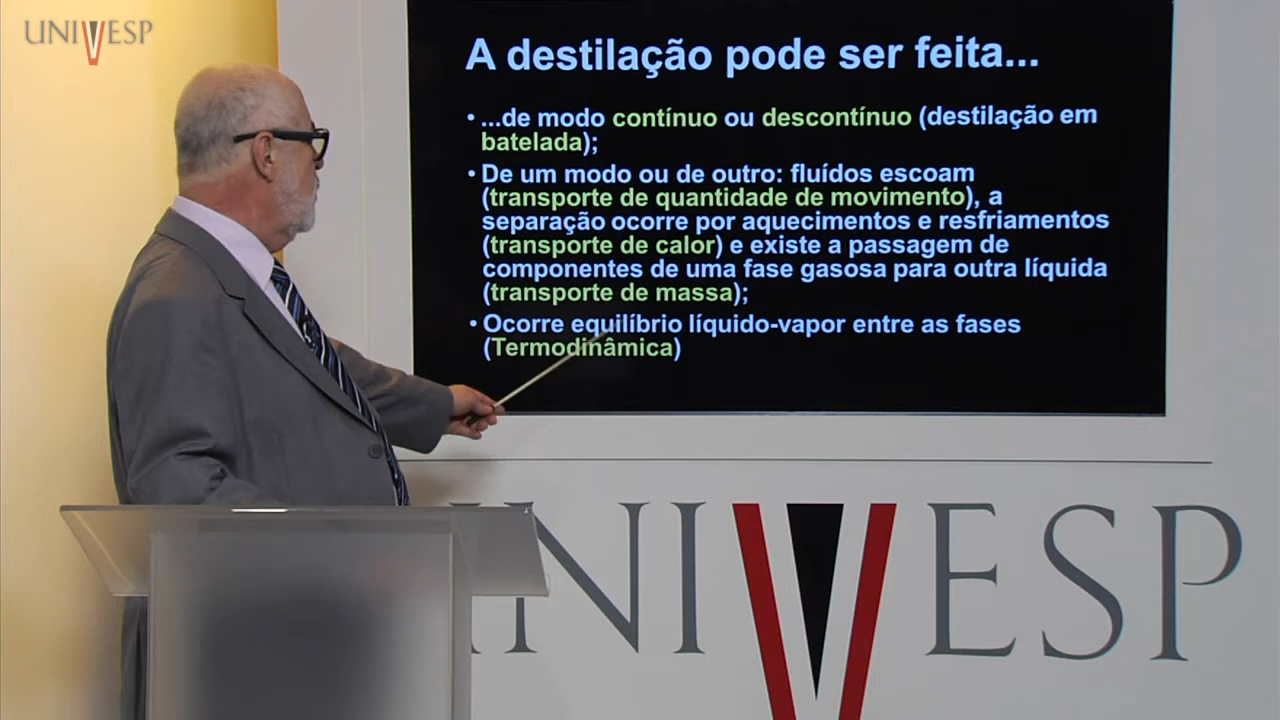 UNIVESP
A destilação pode ser feita...
• ...de modo contínuo ou descontínuo (destilação em
batelada);
• De um modo ou de outro: fluídos escoam
(transporte de quantidade de movimento), a
separação ocorre por aquecimentos e resfriamentos
(transporte de calor) e existe a passagem de
componentes de uma fase gasosa para outra líquida
(transporte de massa);
• Ocorre equilíbrio líquido-vapor entre as fases
(Termodinâmica)
UNIVESP